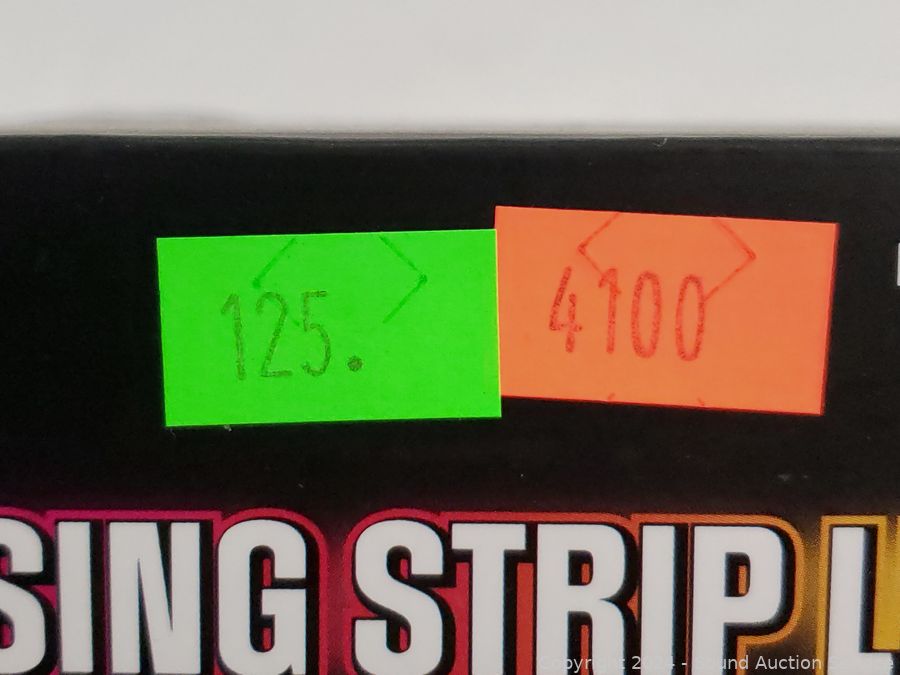 125.
4100
SING STRIP L
Copyright 2024 - Sound Auction Service